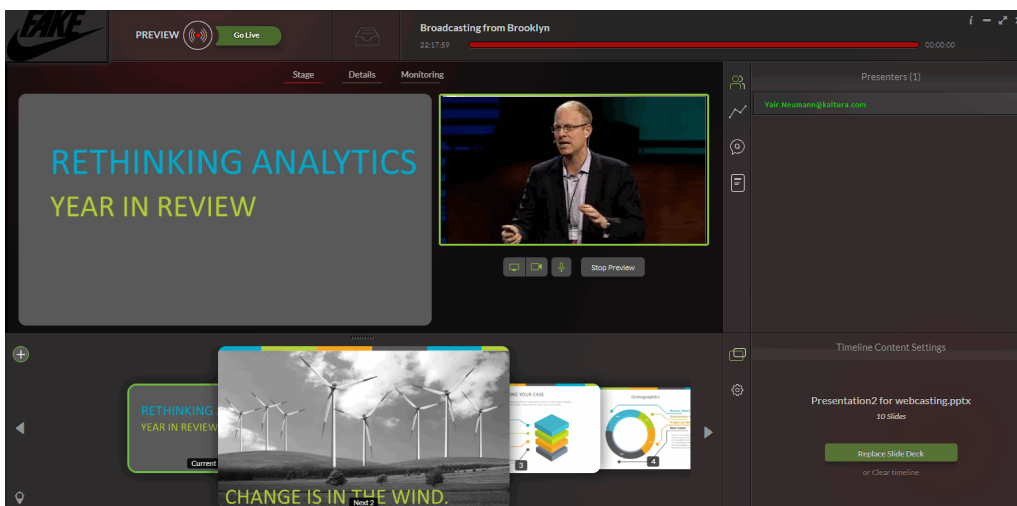 FAKE
PREVIEW
Go Live
Broadcasting from Brooklyn
22:17:59
00:00:00
i
Stage
Details
Monitoring
Presenters (1)
Yair.Neumann@kaltura.com
RETHINKING ANALYTICS
YEAR IN REVIEW
Stop Preview
Timeline Content Settings
Presentation2 for webcasting.pptx
10 Slides
Replace Slide Deck
or Clear timeline
RETHINKING
YEAR IN REVIEW
Current
CHANGE IS IN THE WIND.
Next 2
YOUR CASE
3
Demographics
4